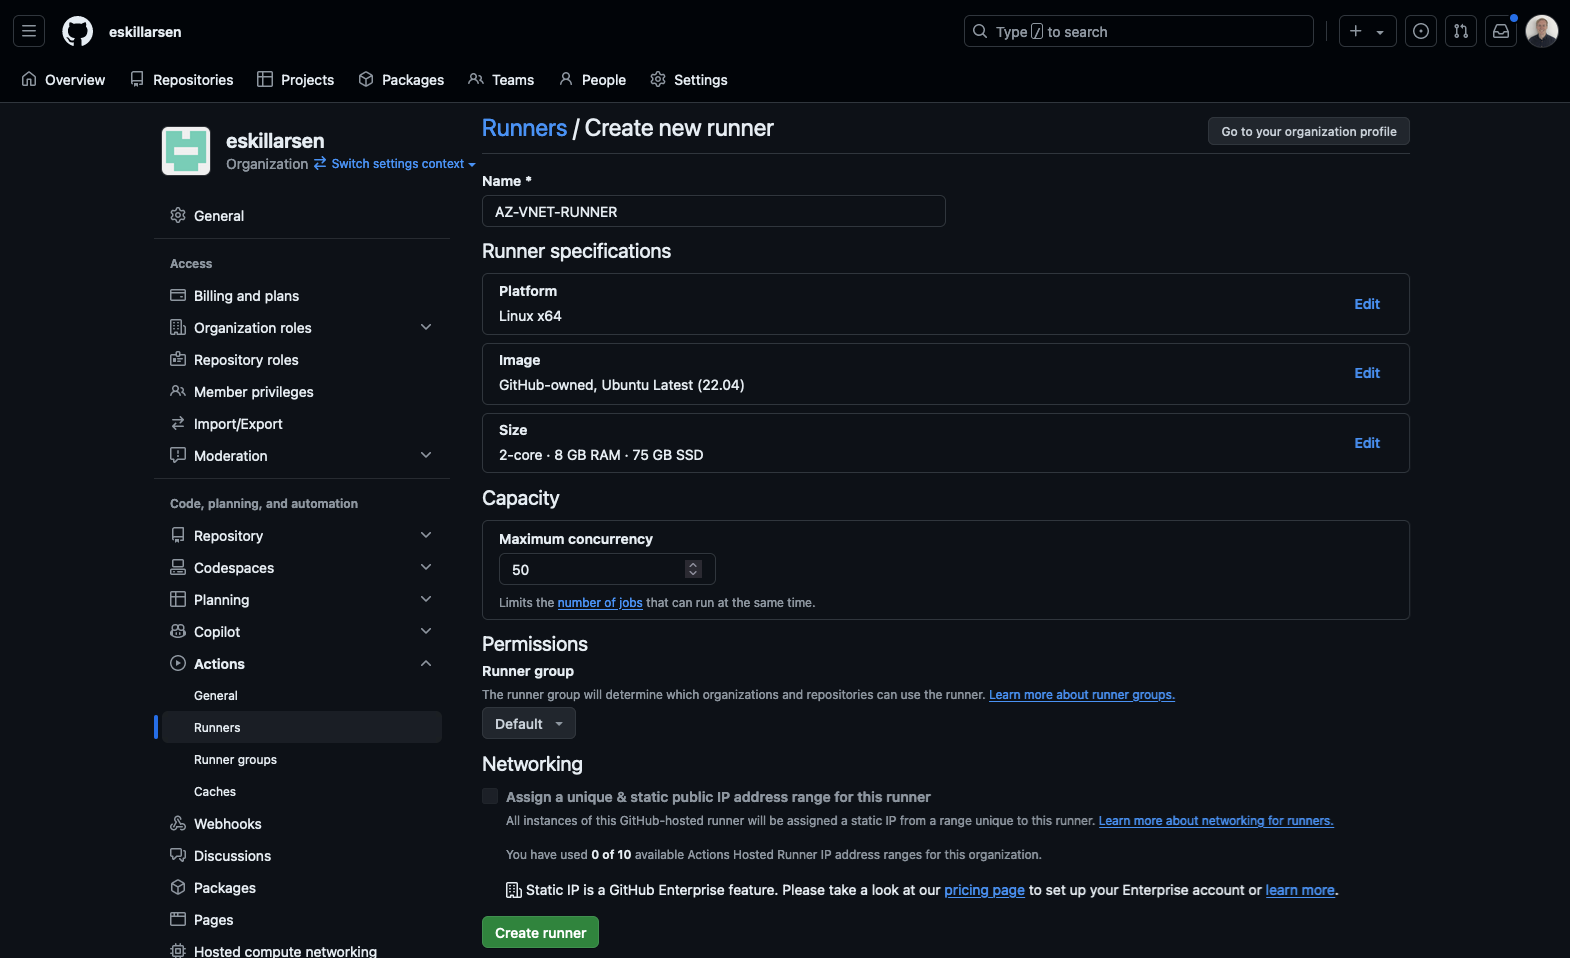 eskillarsen
Type / to search
Overview
Repositories
Projects
Packages
Teams
People
Settings
eskillarsen
Organization Switch settings context
General
Access
Billing and plans
Organization roles
Repository roles
Member privileges
Import/Export
Moderation
Code, planning, and automation
Repository
Codespaces
Planning
Copilot
Actions
General
Runners
Runner groups
Caches
Webhooks
Discussions
Packages
Pages
Hosted compute networking
Runners / Create new runner
Go to your organization profile
Name *
AZ-VNET-RUNNER
Runner specifications
Platform
Linux x64
Edit
Image
GitHub-owned, Ubuntu Latest (22.04)
Edit
Size
2-core · 8 GB RAM · 75 GB SSD
Edit
Capacity
Maximum concurrency
50
Limits the number of jobs that can run at the same time.
Permissions
Runner group
The runner group will determine which organizations and repositories can use the runner. Learn more about runner groups.
Default
Networking
Assign a unique & static public IP address range for this runner
All instances of this GitHub-hosted runner will be assigned a static IP from a range unique to this runner. Learn more about networking for runners.
You have used 0 of 10 available Actions Hosted Runner IP address ranges for this organization.
Static IP is a GitHub Enterprise feature. Please take a look at our pricing page to set up your Enterprise account or learn more.
Create runner